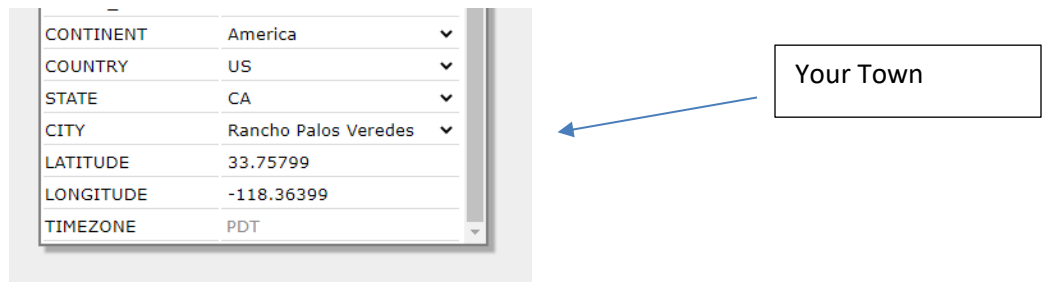 CONTINENT America
COUNTRY US
STATE CA
CITY Rancho Palos Veredes
LATITUDE 33.75799
LONGITUDE -118.36399
TIMEZONE PDT
Your Town